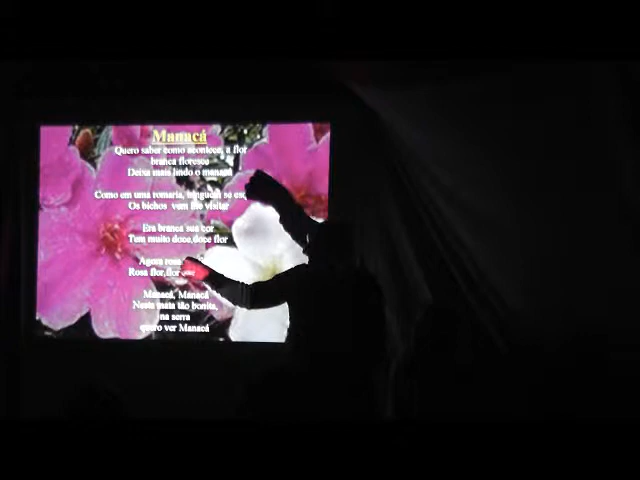 Manacá
Quero saber como acontece, a flor
branca floresce
Deixa mais lindo o manacá
Como em uma romaria, ninguém se esq
Os bichos vem lhe visitar
Era branca sua cor
Tem muito doce,doce flor
Agora rosa
Rosa flor,flor
Manacá, Manacá
Nesta mata tão bonita,
na serra
quero ver Manacá